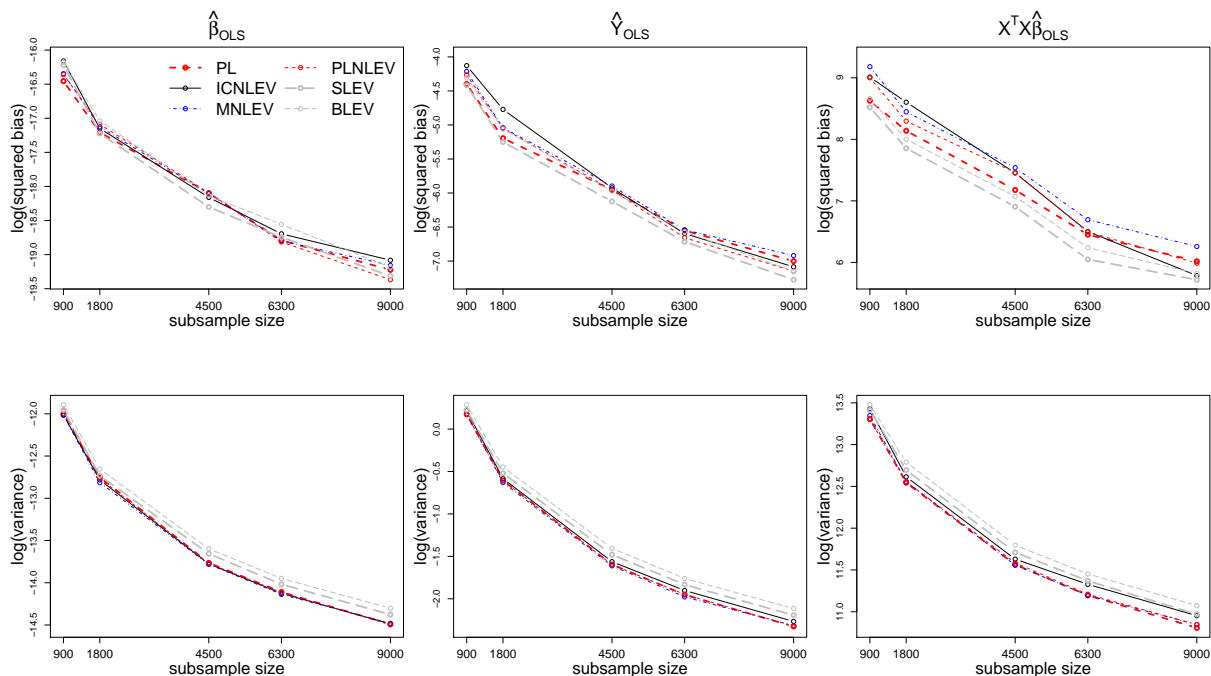 β̂OLS
ŶOLS
XᵀXβ̂OLS
log(squared bias)
−16.0
−16.5
−17.0
−17.5
−18.0
−18.5
−19.0
−19.5
PL
ICNLEV
MNLEV
PLNLEV
SLEV
BLEV
900 1800 4500 6300 9000
subsample size
log(squared bias)
−4.0
−4.5
−5.0
−5.5
−6.0
−6.5
−7.0
900 1800 4500 6300 9000
subsample size
log(squared bias)
9
8
7
6
900 1800 4500 6300 9000
subsample size
log(variance)
−12.0
−12.5
−13.0
−13.5
−14.0
−14.5
900 1800 4500 6300 9000
subsample size
log(variance)
0.0
−0.5
−1.0
−1.5
−2.0
900 1800 4500 6300 9000
subsample size
log(variance)
13.5
13.0
12.5
12.0
11.5
11.0
900 1800 4500 6300 9000
subsample size